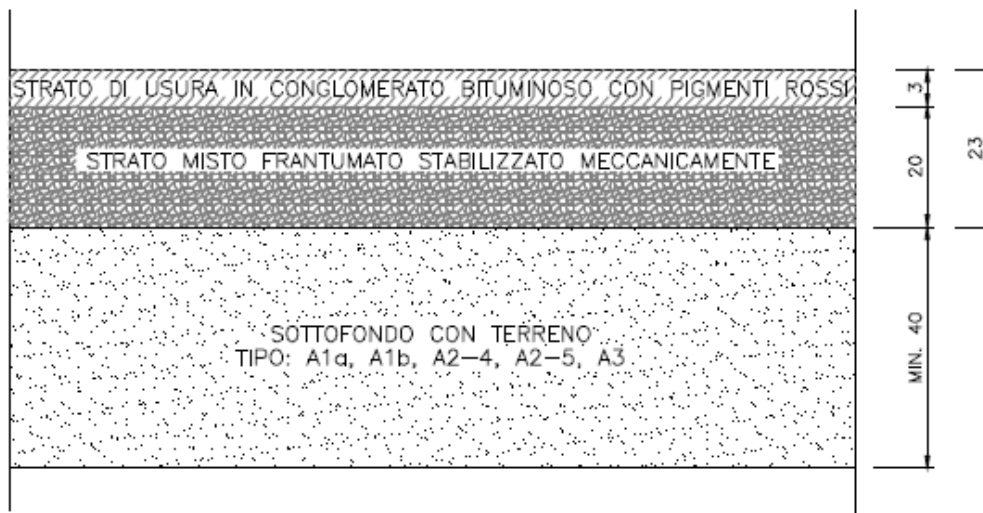 STRATO DI USURA IN CONGLOMERATO BITUMINOSO CON PIGMENTI ROSSI
3
STRATO MISTO FRANTUMATO STABILIZZATO MECCANICAMENTE
20
23
SOTTOFONDO CON TERRENO
TIPO: A1a, A1b, A2-4, A2-5, A3
MIN. 40